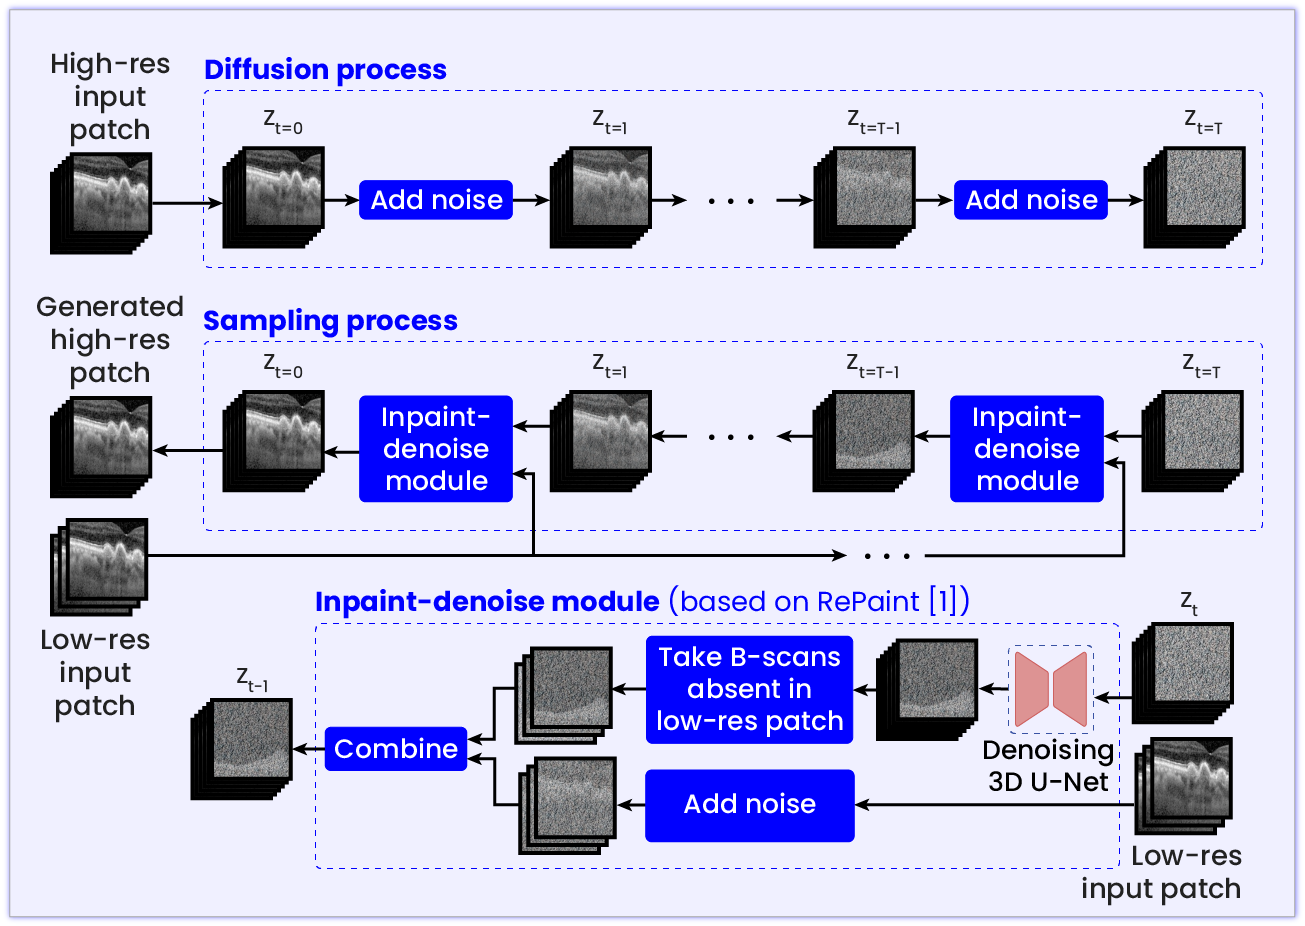 High-res
input
patch
Diffusion process
z_{t=0}
z_{t=1}
z_{t=T-1}
z_{t=T}
Add noise
. . .
Add noise
Generated
high-res
patch
Sampling process
z_{t=0}
z_{t=1}
z_{t=T-1}
z_{t=T}
Inpaint-
denoise
module
. . .
Inpaint-
denoise
module
. . .
Low-res
input
patch
Inpaint-denoise module (based on RePaint [1])
z_t
Take B-scans
absent in
low-res patch
z_{t-1}
Combine
Denoising
3D U-Net
Add noise
Low-res
input patch